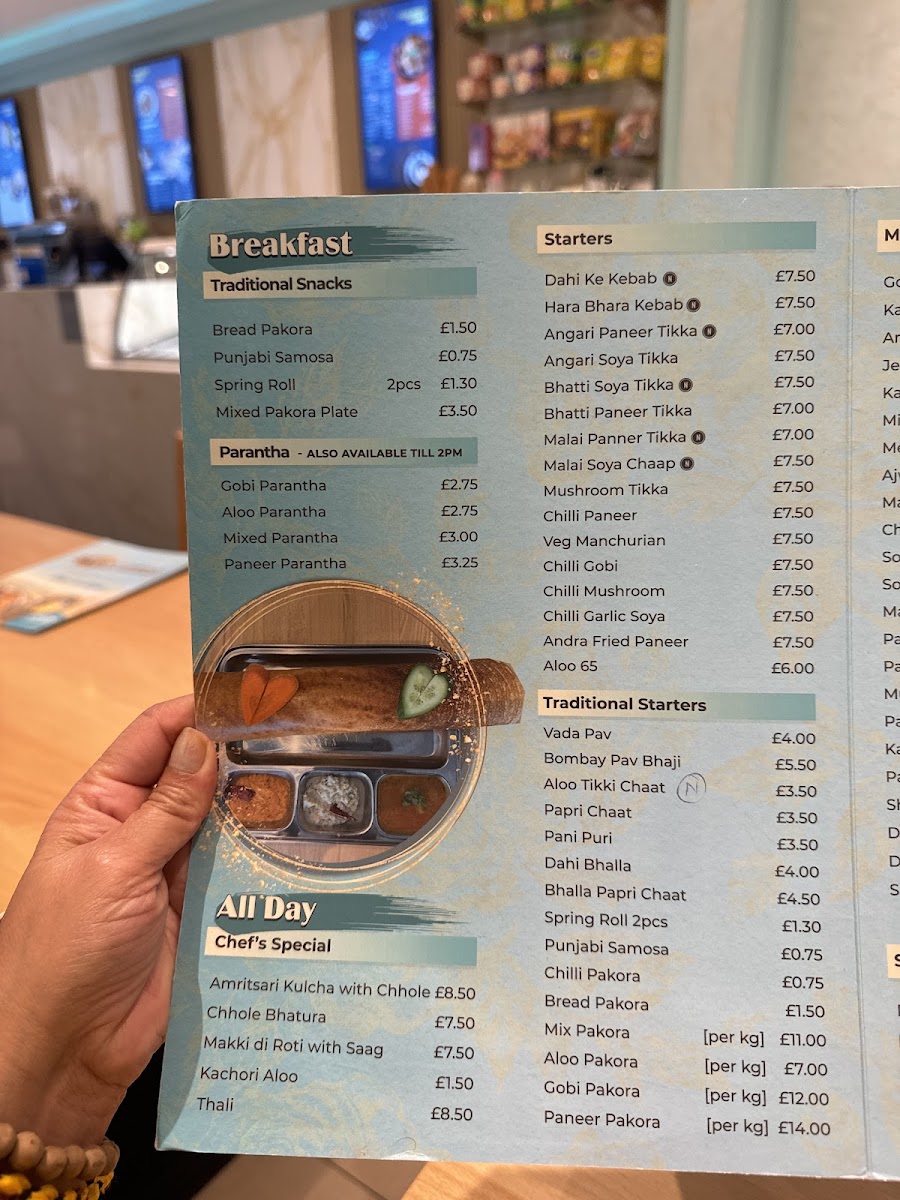 Breakfast
Traditional Snacks
Bread Pakora £1.50
Punjabi Samosa £0.75
Spring Roll 2pcs £1.30
Mixed Pakora Plate £3.50
Parantha - ALSO AVAILABLE TILL 2PM
Gobi Parantha £2.75
Aloo Parantha £2.75
Mixed Parantha £3.00
Paneer Parantha £3.25
All Day
Chef's Special
Amritsari Kulcha with Chhole £8.50
Chhole Bhatura £7.50
Makki di Roti with Saag £7.50
Kachori Aloo £1.50
Thali £8.50
Starters
Dahi Ke Kebab N £7.50
Hara Bhara Kebab N £7.50
Angari Paneer Tikka N £7.00
Angari Soya Tikka £7.50
Bhatti Soya Tikka N £7.50
Bhatti Paneer Tikka £7.00
Malai Panner Tikka N £7.00
Malai Soya Chaap N £7.50
Mushroom Tikka £7.50
Chilli Paneer £7.50
Veg Manchurian £7.50
Chilli Gobi £7.50
Chilli Mushroom £7.50
Chilli Garlic Soya £7.50
Andra Fried Paneer £7.50
Aloo 65 £6.00
Traditional Starters
Vada Pav £4.00
Bombay Pav Bhaji £5.50
Aloo Tikki Chaat N £3.50
Papri Chaat £3.50
Pani Puri £3.50
Dahi Bhalla £4.00
Bhalla Papri Chaat £4.50
Spring Roll 2pcs £1.30
Punjabi Samosa £0.75
Chilli Pakora £0.75
Bread Pakora £1.50
Mix Pakora [per kg] £11.00
Aloo Pakora [per kg] £7.00
Gobi Pakora [per kg] £12.00
Paneer Pakora [per kg] £14.00